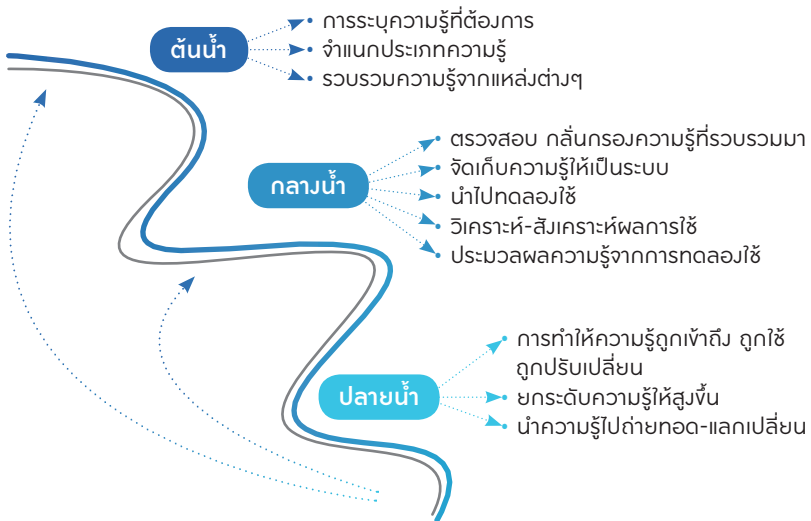 ต้นน้ำ
• การระบุความรู้ที่ต้องการ
• จำแนกประเภทความรู้
• รวบรวมความรู้จากแหล่งต่างๆ
กลางน้ำ
• ตรวจสอบ กลั่นกรองความรู้ที่รวบรวมมา
• จัดเก็บความรู้ให้เป็นระบบ
• นำไปทดลองใช้
• วิเคราะห์-สังเคราะห์ผลการใช้
• ประมวลผลความรู้จากการทดลองใช้
ปลายน้ำ
• การทำให้ความรู้ถูกเข้าถึง ถูกใช้
ถูกปรับเปลี่ยน
• ยกระดับความรู้ให้สูงขึ้น
• นำความรู้ไปถ่ายทอด-แลกเปลี่ยน